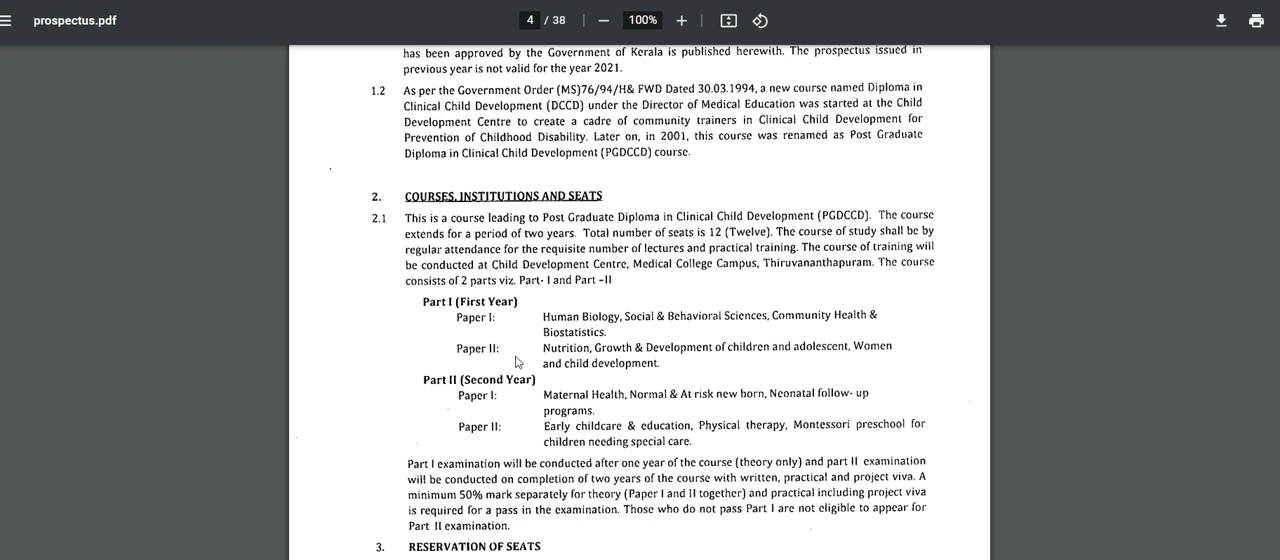 prospectus.pdf
4 / 38
100%
has been approved by the Government of Kerala is published herewith. The prospectus issued in
previous year is not valid for the year 2021.
1.2 As per the Government Order (MS)76/94/H& FWD Dated 30.03.1994, a new course named Diploma in
Clinical Child Development (DCCD) under the Director of Medical Education was started at the Child
Development Centre to create a cadre of community trainers in Clinical Child Development for
Prevention of Childhood Disability. Later on, in 2001, this course was renamed as Post Graduate
Diploma in Clinical Child Development (PGDCCD) course.
2. COURSES, INSTITUTIONS AND SEATS
2.1 This is a course leading to Post Graduate Diploma in Clinical Child Development (PGDCCD). The course
extends for a period of two years. Total number of seats is 12 (Twelve). The course of study shall be by
regular attendance for the requisite number of lectures and practical training. The course of training will
be conducted at Child Development Centre, Medical College Campus, Thiruvananthapuram. The course
consists of 2 parts viz. Part- I and Part -II
Part I (First Year)
Paper I: Human Biology, Social & Behavioral Sciences, Community Health &
Biostatistics.
Paper II: Nutrition, Growth & Development of children and adolescent, Women
and child development.
Part II (Second Year)
Paper I: Maternal Health, Normal & At risk new born, Neonatal follow- up
programs.
Paper II: Early childcare & education, Physical therapy, Montessori preschool for
children needing special care.
Part I examination will be conducted after one year of the course (theory only) and part II examination
will be conducted on completion of two years of the course with written, practical and project viva. A
minimum 50% mark separately for theory (Paper I and II together) and practical including project viva
is required for a pass in the examination. Those who do not pass Part I are not eligible to appear for
Part II examination.
3. RESERVATION OF SEATS